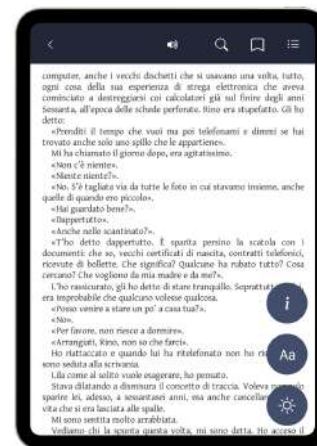 computer, anche i vecchi dischetti che si usavano una volta, tutto,
ogni cosa della sua esperienza di strega elettronica che aveva
cominciato a destreggiarsi coi calcolatori già sul finire degli anni
Sessanta, all'epoca delle schede perforate. Rino era stupefatto. Gli ho
detto:
«Prenditi il tempo che vuoi ma poi telefonami e dimmi se hai
trovato anche solo uno spillo che le appartiene».
Mi ha chiamato il giorno dopo, era agitatissimo.
«Non c'è niente».
«Niente niente?».
«No. S'è tagliata via da tutte le foto in cui stavamo insieme, anche
quelle di quando ero piccolo».
«Hai guardato bene?».
«Dappertutto».
«Anche nello scantinato?».
«T'ho detto dappertutto. È sparita persino la scatola con i
documenti: che so, vecchi certificati di nascita, contratti telefonici,
ricevute di bollette. Che significa? Qualcuno ha rubato tutto? Cosa
cercano? Che vogliono da mia madre e da me?».
L'ho rassicurato, gli ho detto di stare tranquillo. Soprattutt
era improbabile che qualcuno volesse qualcosa
«Posso venire a stare un po' a casa tua?».
«No».
«Per favore, non riesco a dormire».
«Arrangiati, Rino, non so che farci».
Ho riattaccato e quando lui ha ritelefonato non ho
sono seduta alla scrivania.
Lila come al solito vuole esagerare, ho pensato.
Stava dilatando a dismisura il concetto di traccia. Voleva
sparire lei, adesso, a sessantasei anni, ma anche cancellar
vita che si era lasciata alle spalle.
Mi sono sentita molto arrabbiata.
Vediamo chi la spunta questa volta, mi sono detta. Ho acceso il
i
Aa